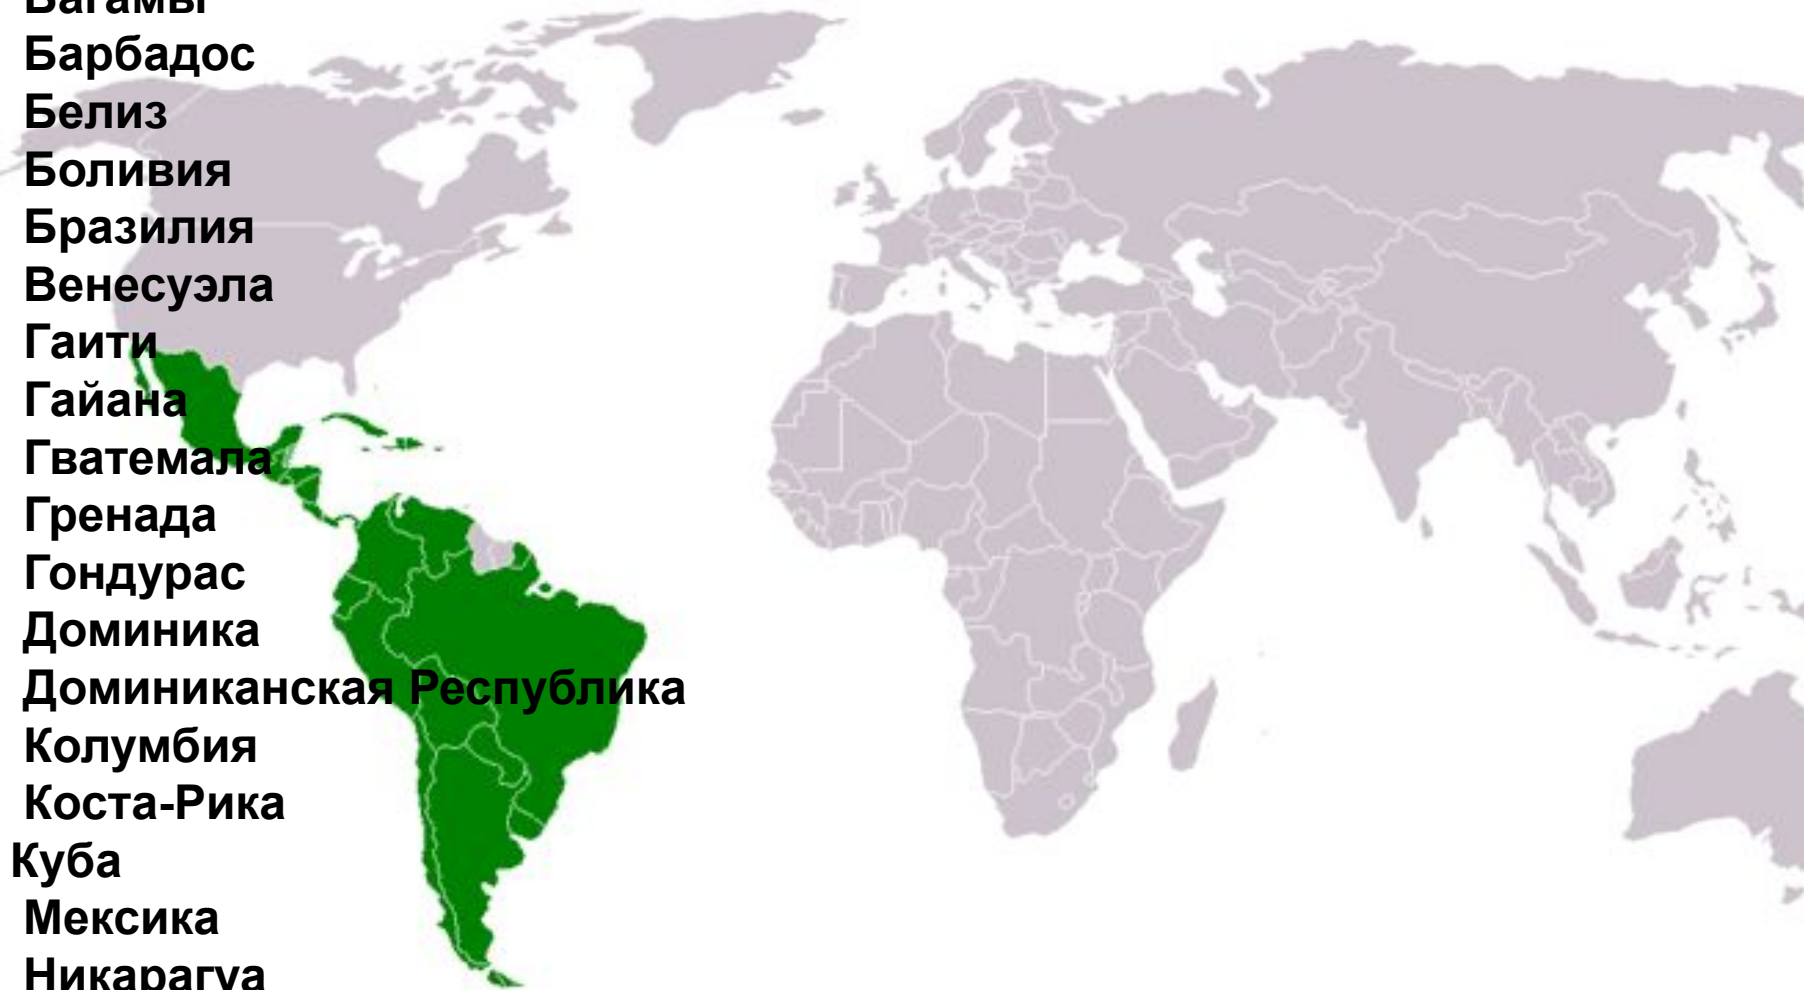 Багамы
Барбадос
Белиз
Боливия
Бразилия
Венесуэла
Гаити
Гайана
Гватемала
Гренада
Гондурас
Доминика
Доминиканская Республика
Колумбия
Коста-Рика
Куба
Мексика
Никарагуа